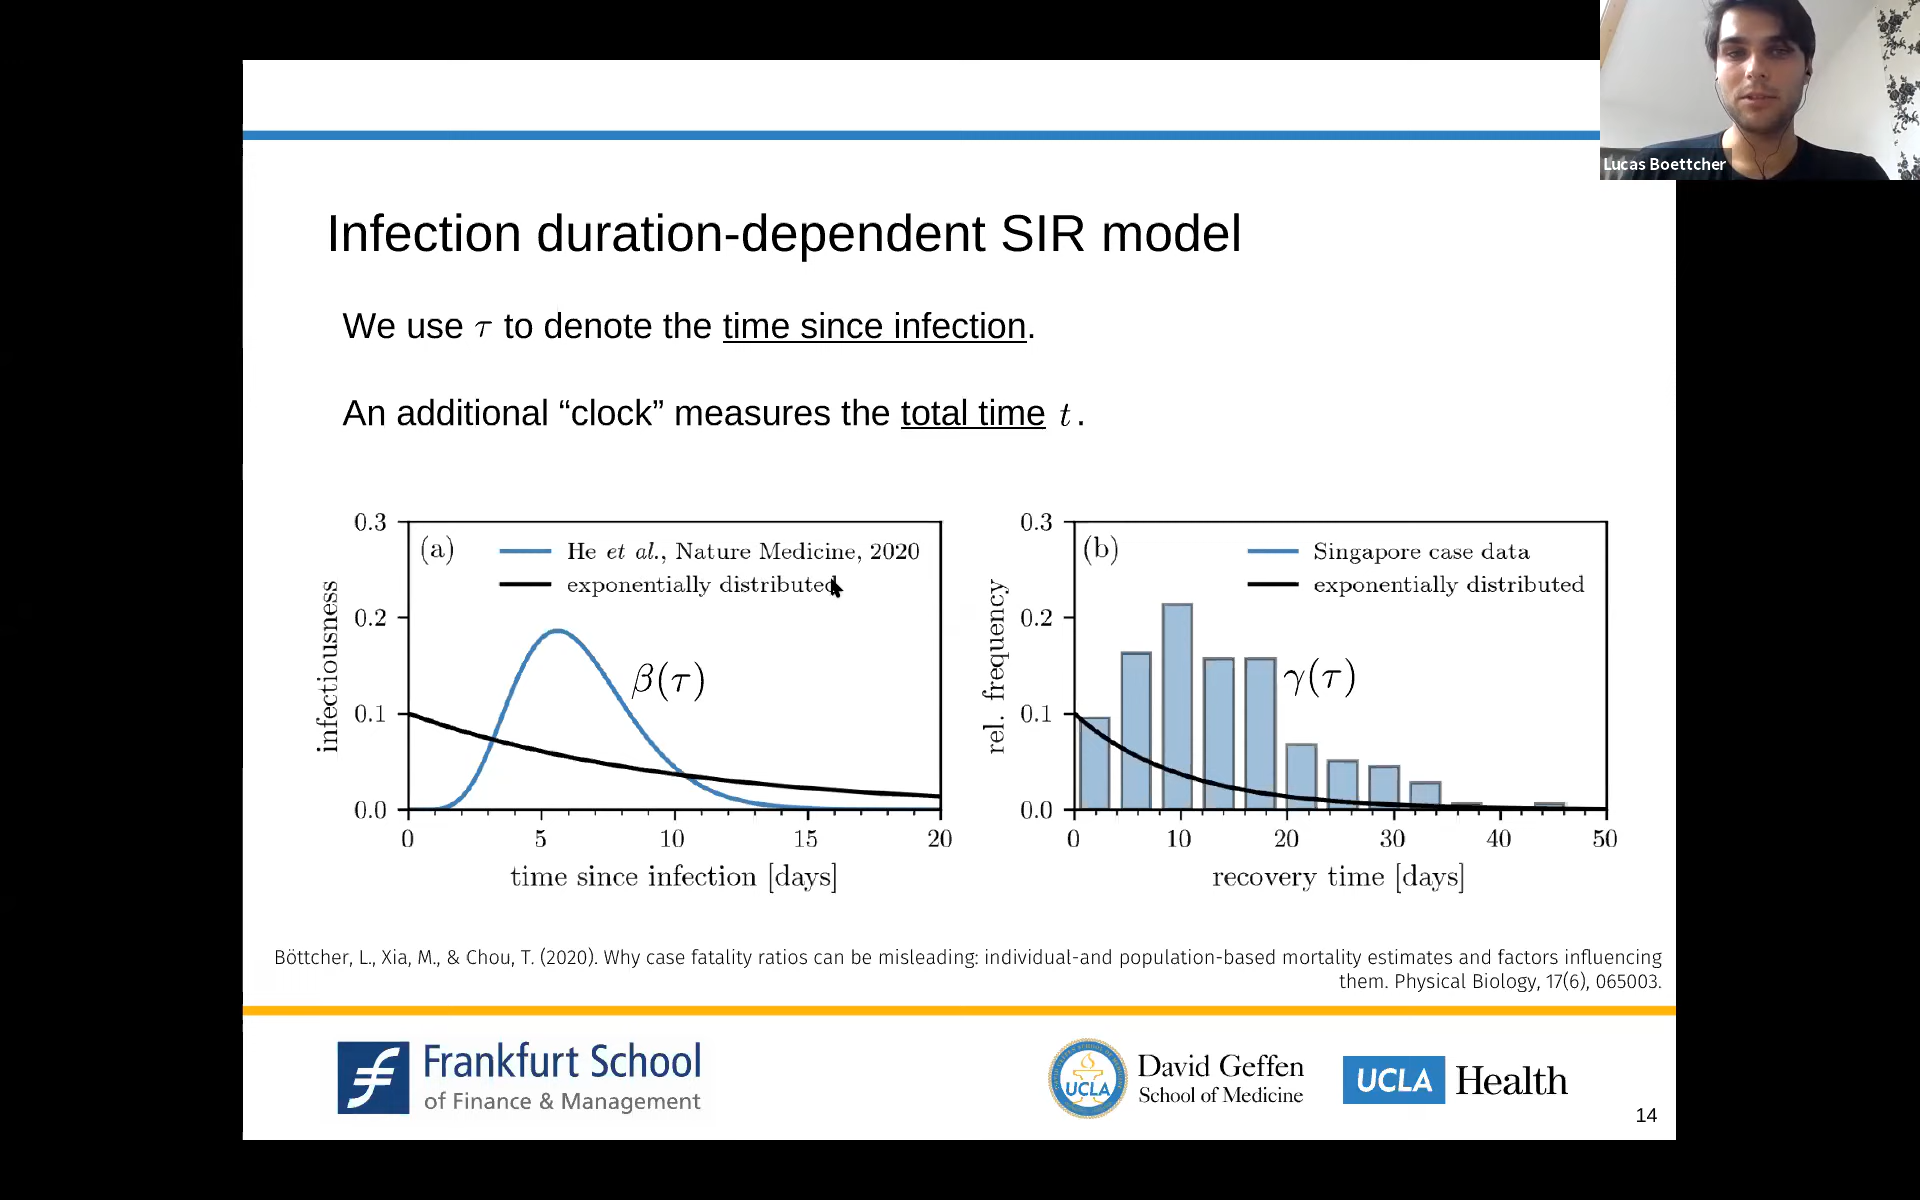 Lucas Boettcher
Infection duration-dependent SIR model
We use τ to denote the time since infection.
An additional “clock” measures the total time t.
0.3
0.2
0.1
0.0
infectiousness
(a)
He et al., Nature Medicine, 2020
exponentially distributed
β(τ)
0 5 10 15 20
time since infection [days]
0.3
0.2
0.1
0.0
rel. frequency
(b)
Singapore case data
exponentially distributed
γ(τ)
0 10 20 30 40 50
recovery time [days]
Böttcher, L., Xia, M., & Chou, T. (2020). Why case fatality ratios can be misleading: individual-and population-based mortality estimates and factors influencing
them. Physical Biology, 17(6), 065003.
Frankfurt School
of Finance & Management
UCLA
David Geffen
School of Medicine
UCLA Health
14